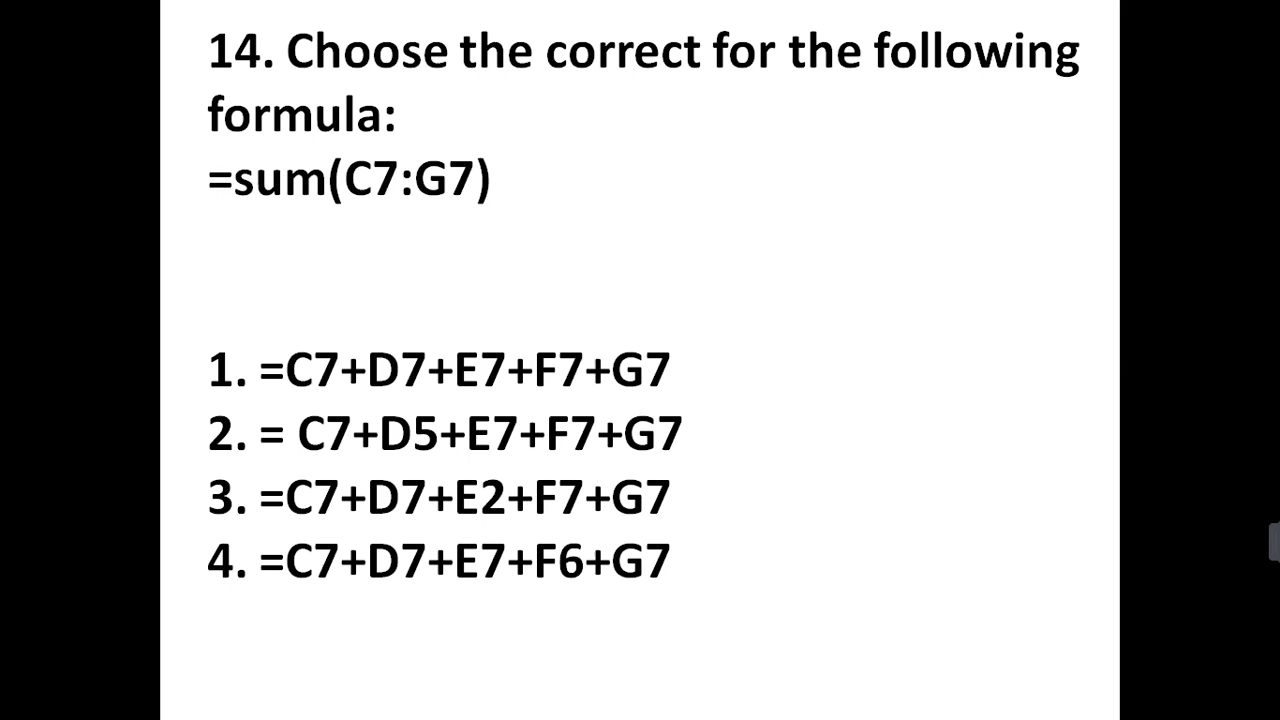 14. Choose the correct for the following
formula:
=sum(C7:G7)
1. =C7+D7+E7+F7+G7
2. = C7+D5+E7+F7+G7
3. =C7+D7+E2+F7+G7
4. =C7+D7+E7+F6+G7